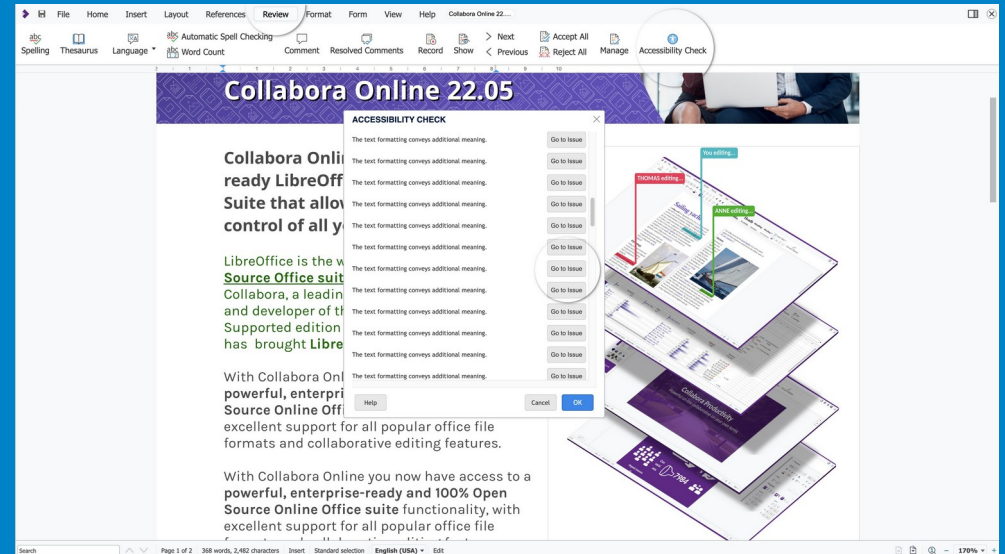 File Home Insert Layout References Review Format Form View Help Collabora Online 22.05...
Spelling Thesaurus Language Automatic Spell Checking Word Count Comment Resolved Comments Record Show Next Previous Accept All Reject All Manage Accessibility Check
Collabora Online 22.05
ACCESSIBILITY CHECK
The text formatting conveys additional meaning. Go to Issue
The text formatting conveys additional meaning. Go to Issue
The text formatting conveys additional meaning. Go to Issue
The text formatting conveys additional meaning. Go to Issue
The text formatting conveys additional meaning. Go to Issue
The text formatting conveys additional meaning. Go to Issue
The text formatting conveys additional meaning. Go to Issue
The text formatting conveys additional meaning. Go to Issue
The text formatting conveys additional meaning. Go to Issue
The text formatting conveys additional meaning. Go to Issue
The text formatting conveys additional meaning. Go to Issue
The text formatting conveys additional meaning. Go to Issue
Help Cancel OK
Collabora Onli
ready LibreOff
Suite that allov
control of all y
LibreOffice is the w
Source Office suit
Collabora, a leadin
and developer of th
Supported edition
has brought Libre
With Collabora Onl
powerful, enterpri
Source Online Offi
excellent support for all popular office file
formats and collaborative editing features.
With Collabora Online you now have access to a
powerful, enterprise-ready and 100% Open
Source Online Office suite functionality, with
excellent support for all popular office file
You editing...
THOMAS editing...
ANNE editing...
Sailing yach
Collabora Productivity
7984
Search Page 1 of 2 368 words, 2,482 characters Insert Standard selection English (USA) Edit 170%